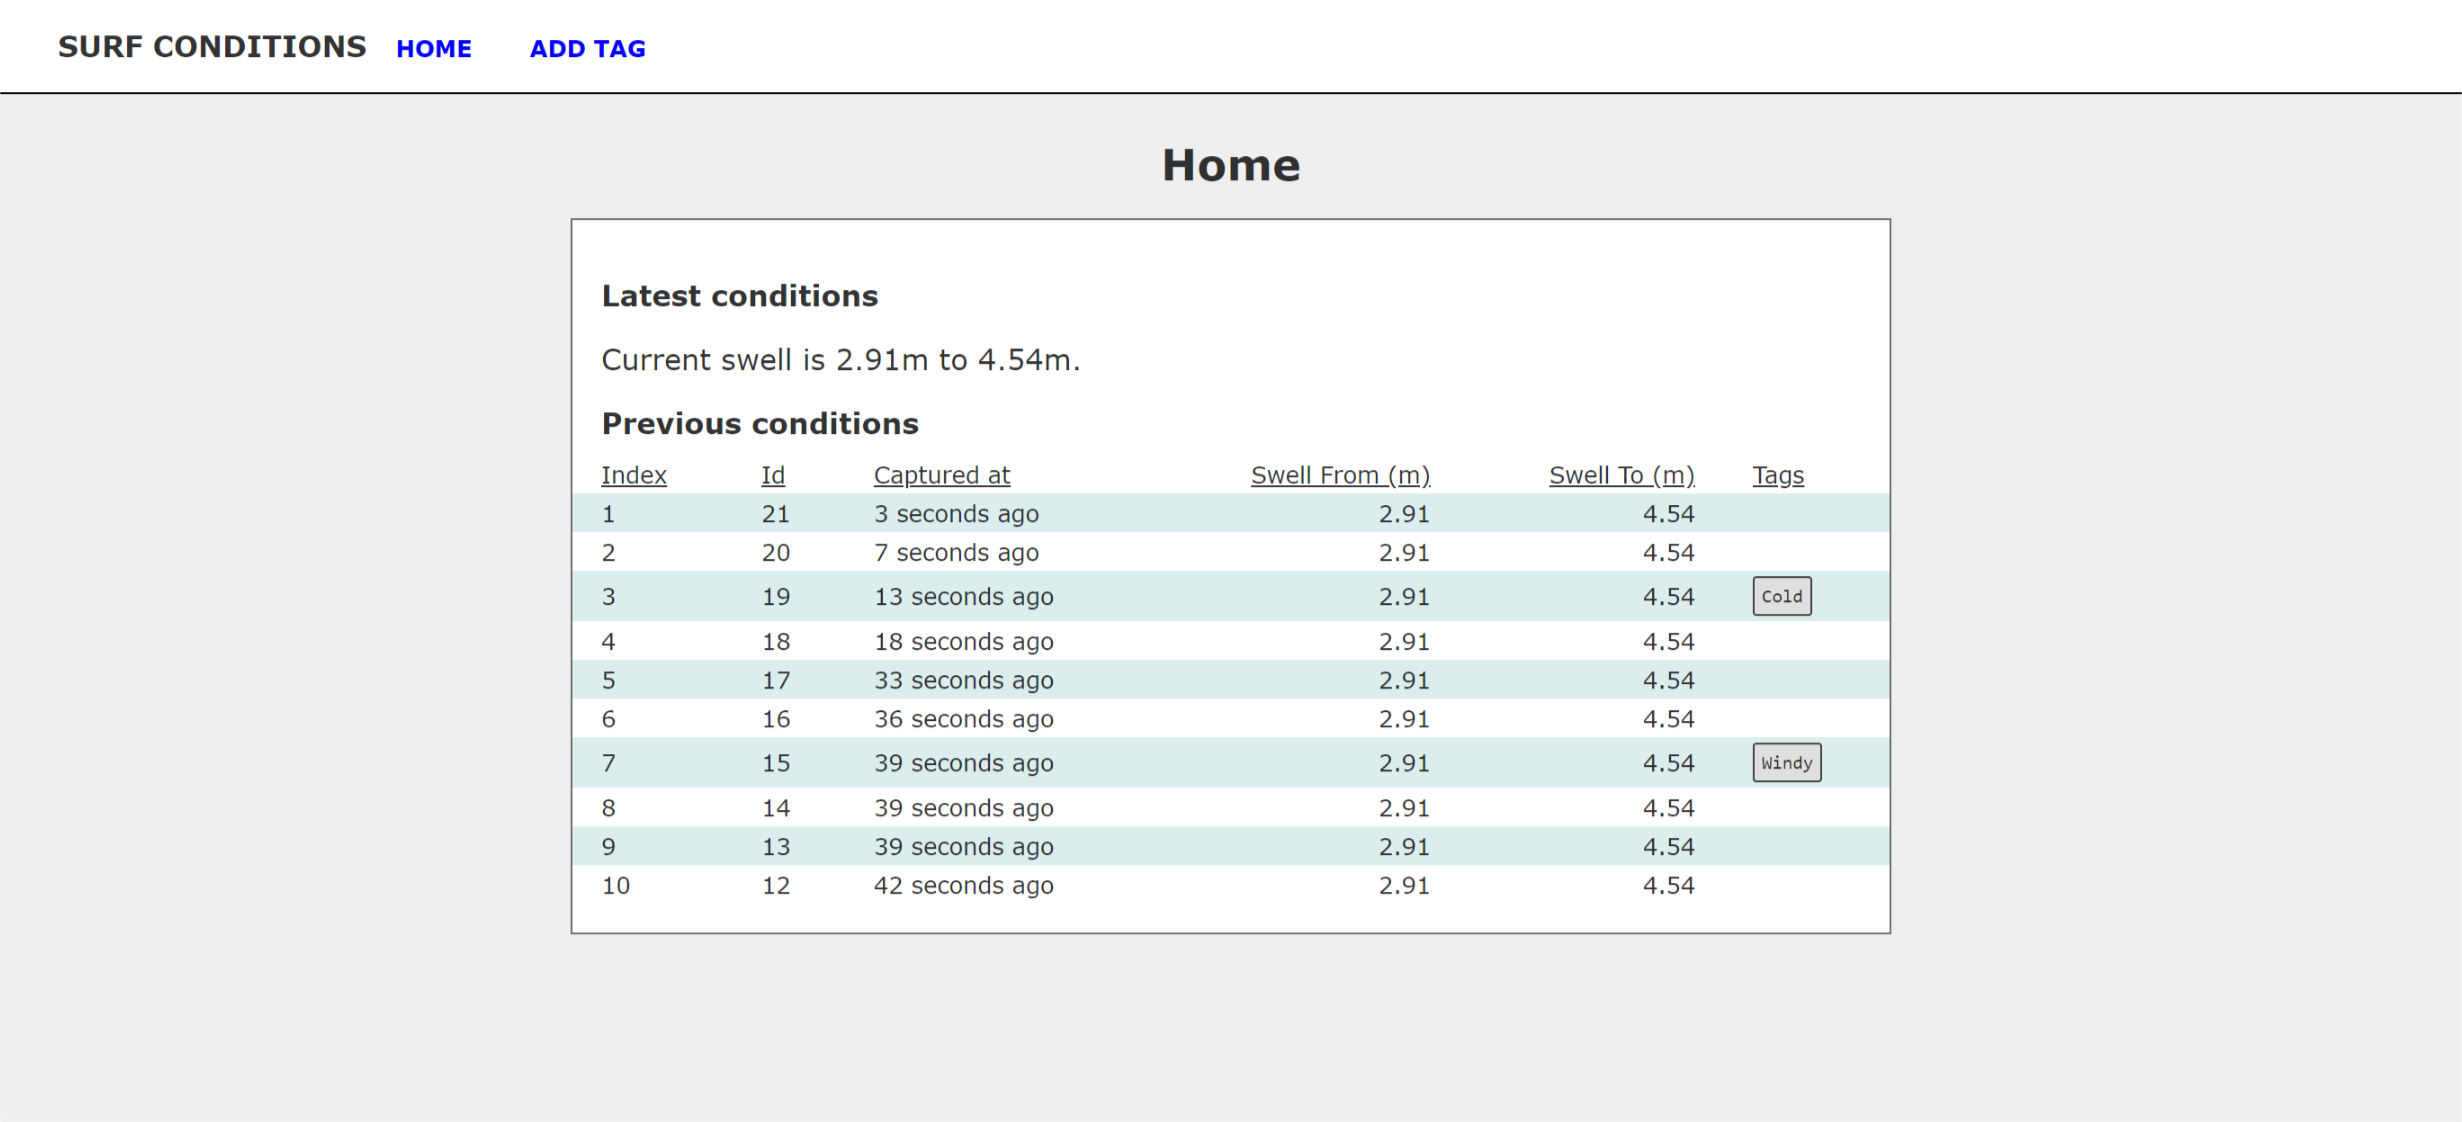 SURF CONDITIONS HOME ADD TAG
Home
Latest conditions
Current swell is 2.91m to 4.54m.
Previous conditions
Index Id Captured at Swell From (m) Swell To (m) Tags
1 21 3 seconds ago 2.91 4.54
2 20 7 seconds ago 2.91 4.54
3 19 13 seconds ago 2.91 4.54 Cold
4 18 18 seconds ago 2.91 4.54
5 17 33 seconds ago 2.91 4.54
6 16 36 seconds ago 2.91 4.54
7 15 39 seconds ago 2.91 4.54 Windy
8 14 39 seconds ago 2.91 4.54
9 13 39 seconds ago 2.91 4.54
10 12 42 seconds ago 2.91 4.54